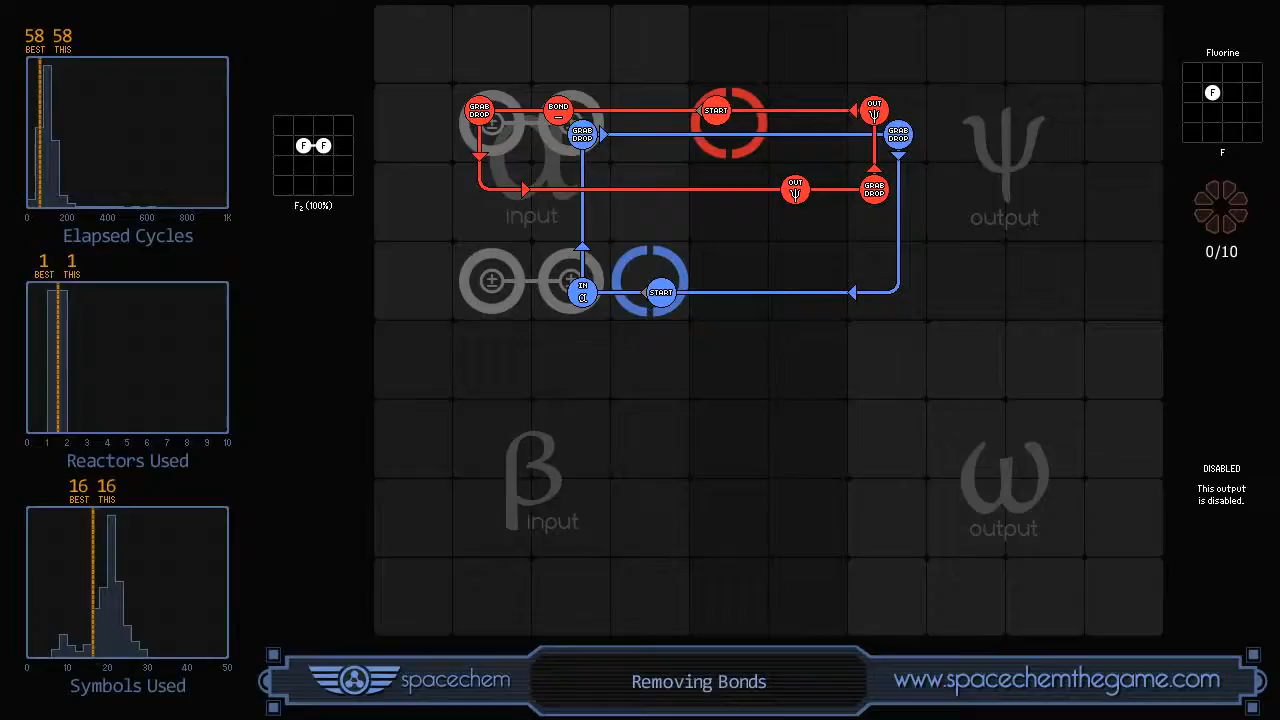 58 58
BEST THIS
0 200 400 600 800 1K
Elapsed Cycles
1 1
BEST THIS
0 1 2 3 4 5 6 7 8 9 10
Reactors Used
16 16
BEST THIS
0 10 20 30 40 50
Symbols Used
F F
F₂ (100%)
GRAB DROP
BOND –
START
OUT ψ
GRAB DROP
GRAB DROP
α
input
OUT ψ
GRAB DROP
IN α
START
β
input
ψ
output
ω
output
Fluorine
F
F
0/10
DISABLED
This output
is disabled.
spacechem
Removing Bonds
www.spacechemthegame.com